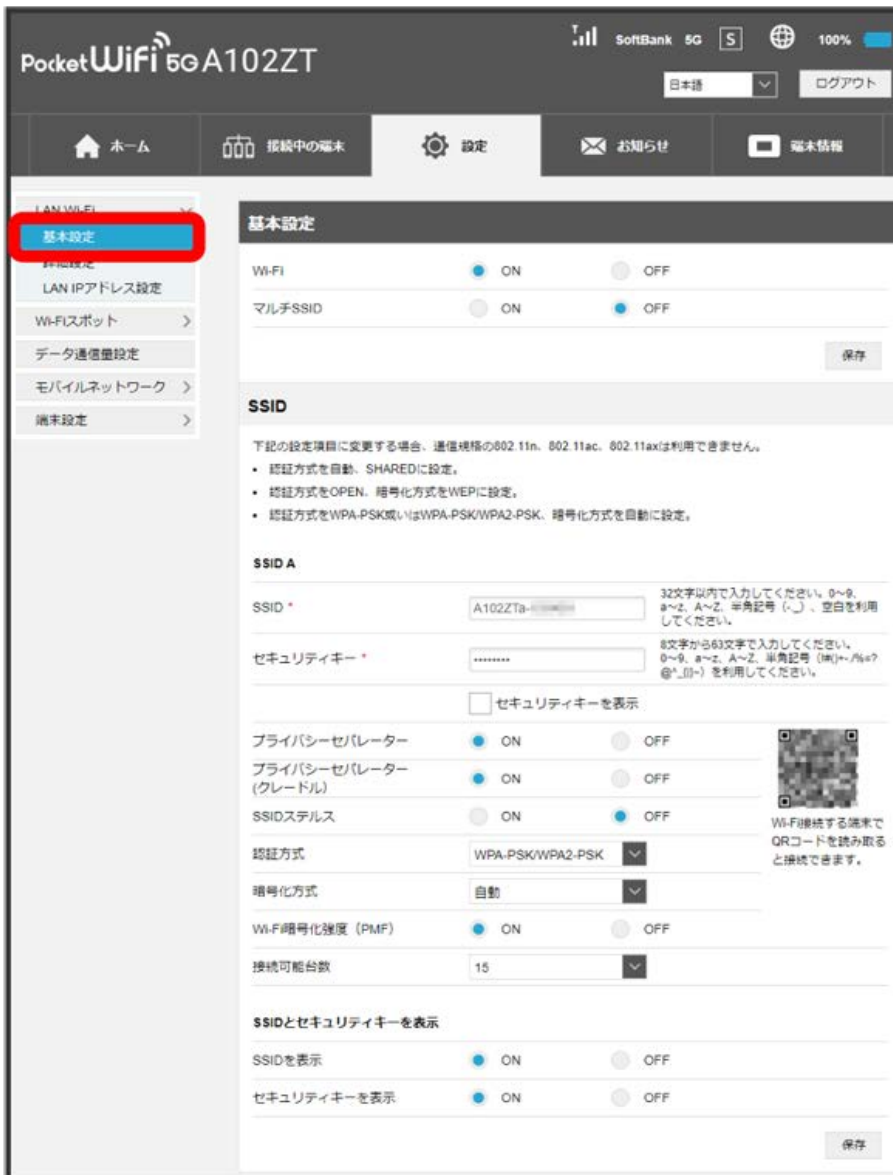 Pocket WiFi 5G A102ZT
SoftBank 5G S 100%
日本語
ログアウト
ホーム
接続中の端末
設定
お知らせ
端末情報
LAN Wi-Fi
基本設定
詳細設定
LAN IPアドレス設定
Wi-Fiスポット
データ通信量設定
モバイルネットワーク
端末設定
基本設定
Wi-Fi ON OFF
マルチSSID ON OFF
保存
SSID
下記の設定項目に変更する場合、通信規格の802.11n、802.11ac、802.11axは利用できません。
• 認証方式を自動、SHAREDに設定。
• 認証方式をOPEN、暗号化方式をWEPに設定。
• 認証方式をWPA-PSK或いはWPA-PSK/WPA2-PSK、暗号化方式を自動に設定。
SSID A
SSID * A102ZTa-
32文字以内で入力してください。0～9、
a～z、A～Z、半角記号（-._）、空白を利用
してください。
セキュリティキー * ••••••••
8文字から63文字で入力してください。
0～9、a～z、A～Z、半角記号
を利用してください。
セキュリティキーを表示
プライバシーセパレーター ON OFF
プライバシーセパレーター
(クレードル) ON OFF
SSIDステルス ON OFF
Wi-Fi接続する端末で
QRコードを読み取る
と接続できます。
認証方式 WPA-PSK/WPA2-PSK
暗号化方式 自動
Wi-Fi暗号化強度（PMF） ON OFF
接続可能台数 15
SSIDとセキュリティキーを表示
SSIDを表示 ON OFF
セキュリティキーを表示 ON OFF
保存